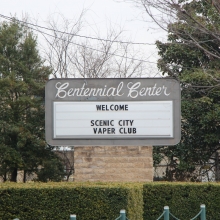 Centennial Center
WELCOME
SCENIC CITY
VAPER CLUB